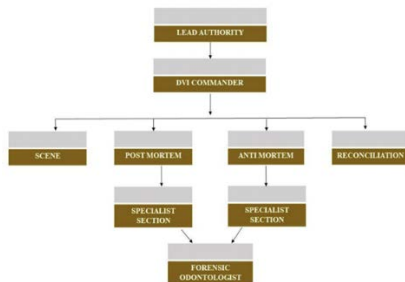 LEAD AUTHORITY
DVI COMMANDER
SCENE
POST MORTEM
ANTI MORTEM
RECONCILIATION
SPECIALIST
SECTION
SPECIALIST
SECTION
FORENSIC
ODONTOLOGIST